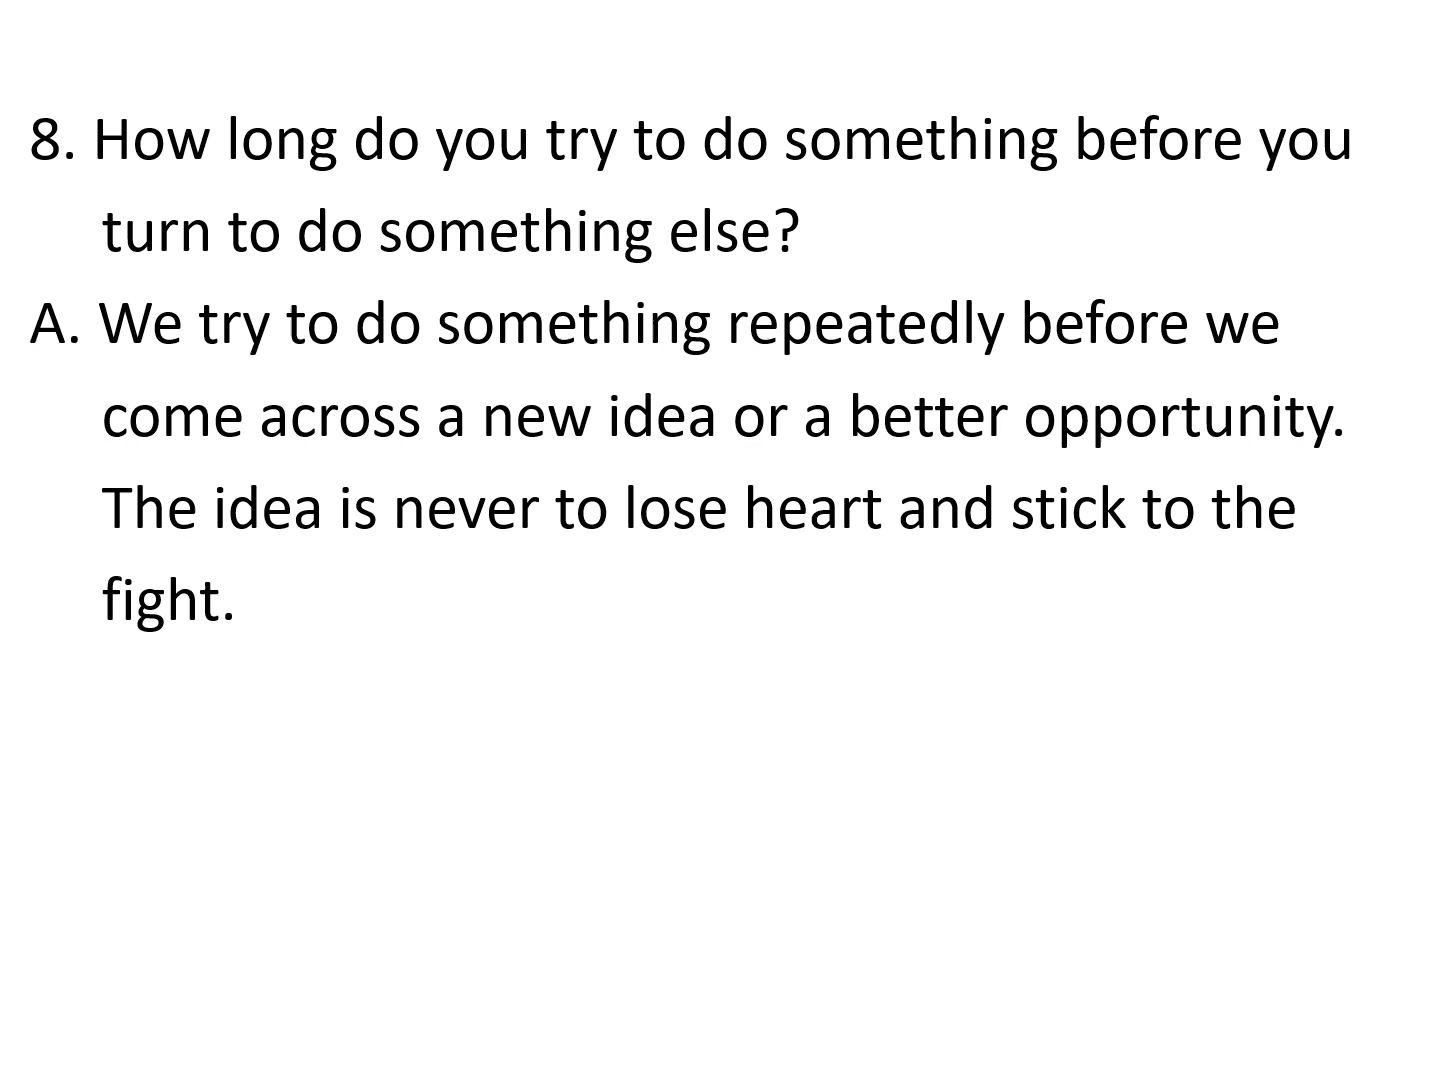 8. How long do you try to do something before you
turn to do something else?
A. We try to do something repeatedly before we
come across a new idea or a better opportunity.
The idea is never to lose heart and stick to the
fight.